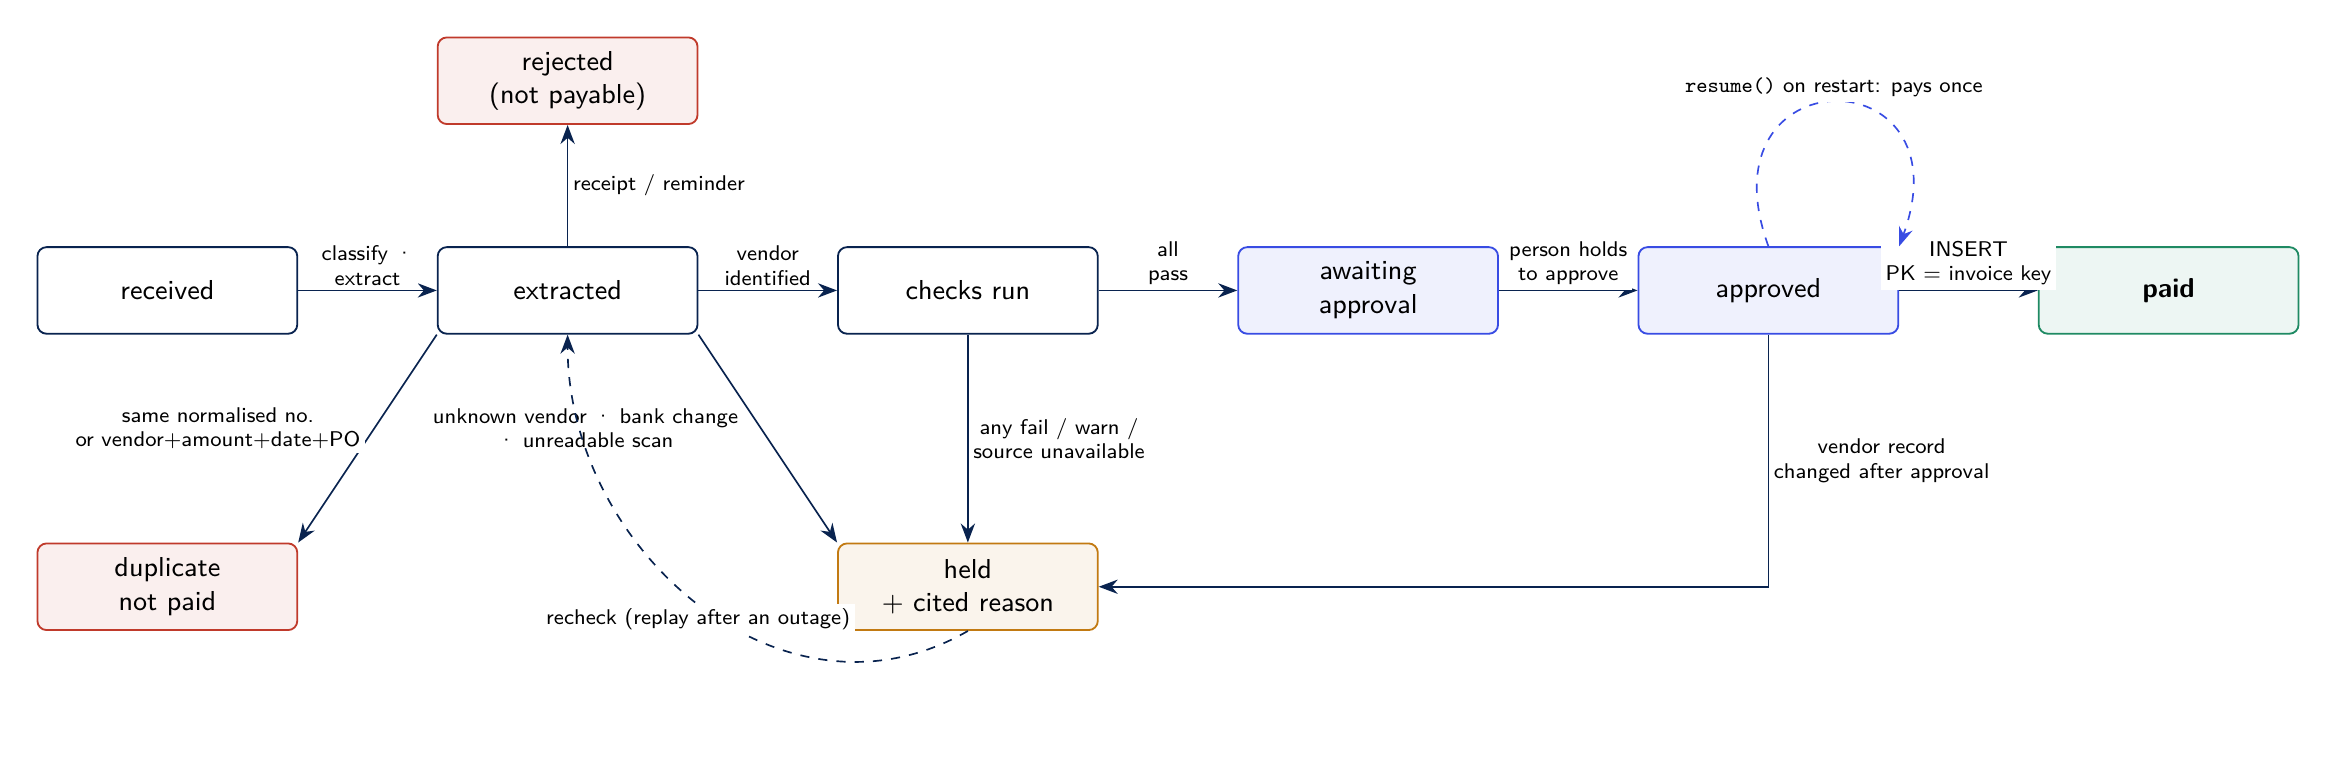 rejected
(not payable)
resume() on restart: pays once
receipt / reminder
received
classify ·
extract
extracted
vendor
identified
checks run
all
pass
awaiting
approval
person holds
to approve
approved
INSERT
PK = invoice key
paid
same normalised no.
or vendor+amount+date+PO
unknown vendor · bank change
· unreadable scan
any fail / warn /
source unavailable
vendor record
changed after approval
duplicate
not paid
held
+ cited reason
recheck (replay after an outage)